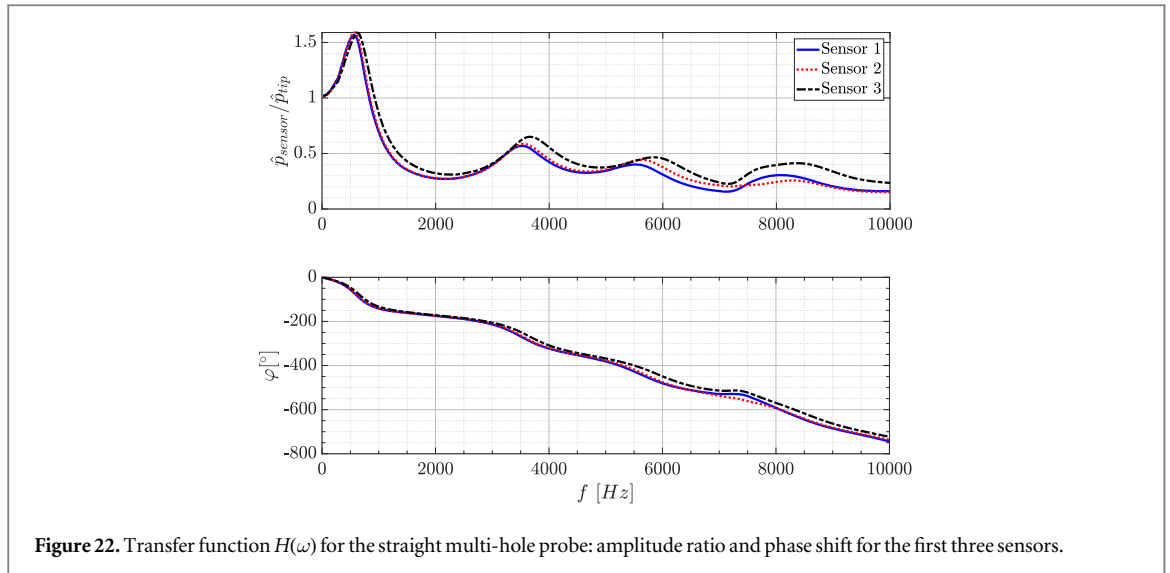 1.5
1
0.5
0
p̂sensor/p̂tip
Sensor 1
Sensor 2
Sensor 3
0 2000 4000 6000 8000 10000
0
-200
-400
-600
-800
φ[°]
0 2000 4000 6000 8000 10000
f [Hz]
Figure 22. Transfer function H(ω) for the straight multi-hole probe: amplitude ratio and phase shift for the first three sensors.